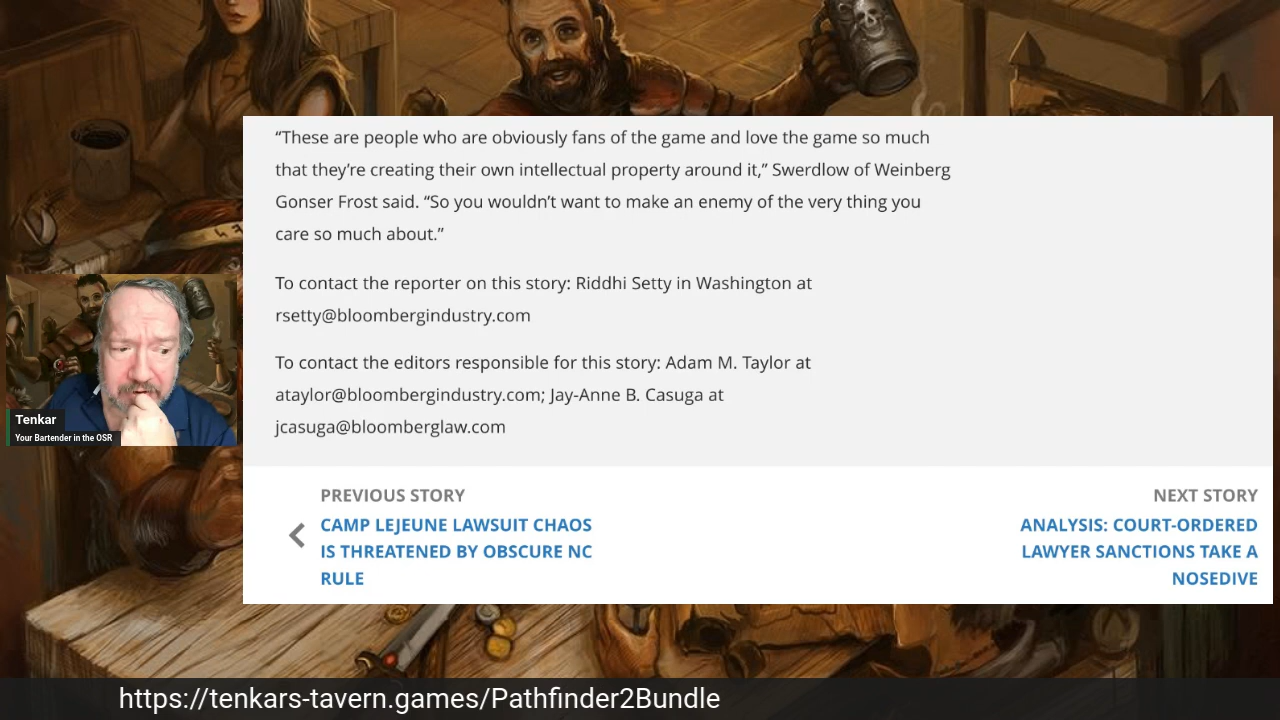 “These are people who are obviously fans of the game and love the game so much
that they’re creating their own intellectual property around it,” Swerdlow of Weinberg
Gonser Frost said. “So you wouldn’t want to make an enemy of the very thing you
care so much about.”
To contact the reporter on this story: Riddhi Setty in Washington at
rsetty@bloombergindustry.com
To contact the editors responsible for this story: Adam M. Taylor at
ataylor@bloombergindustry.com; Jay-Anne B. Casuga at
jcasuga@bloomberglaw.com
Tenkar
Your Bartender in the OSR
PREVIOUS STORY
CAMP LEJEUNE LAWSUIT CHAOS
IS THREATENED BY OBSCURE NC
RULE
NEXT STORY
ANALYSIS: COURT-ORDERED
LAWYER SANCTIONS TAKE A
NOSEDIVE
https://tenkars-tavern.games/Pathfinder2Bundle